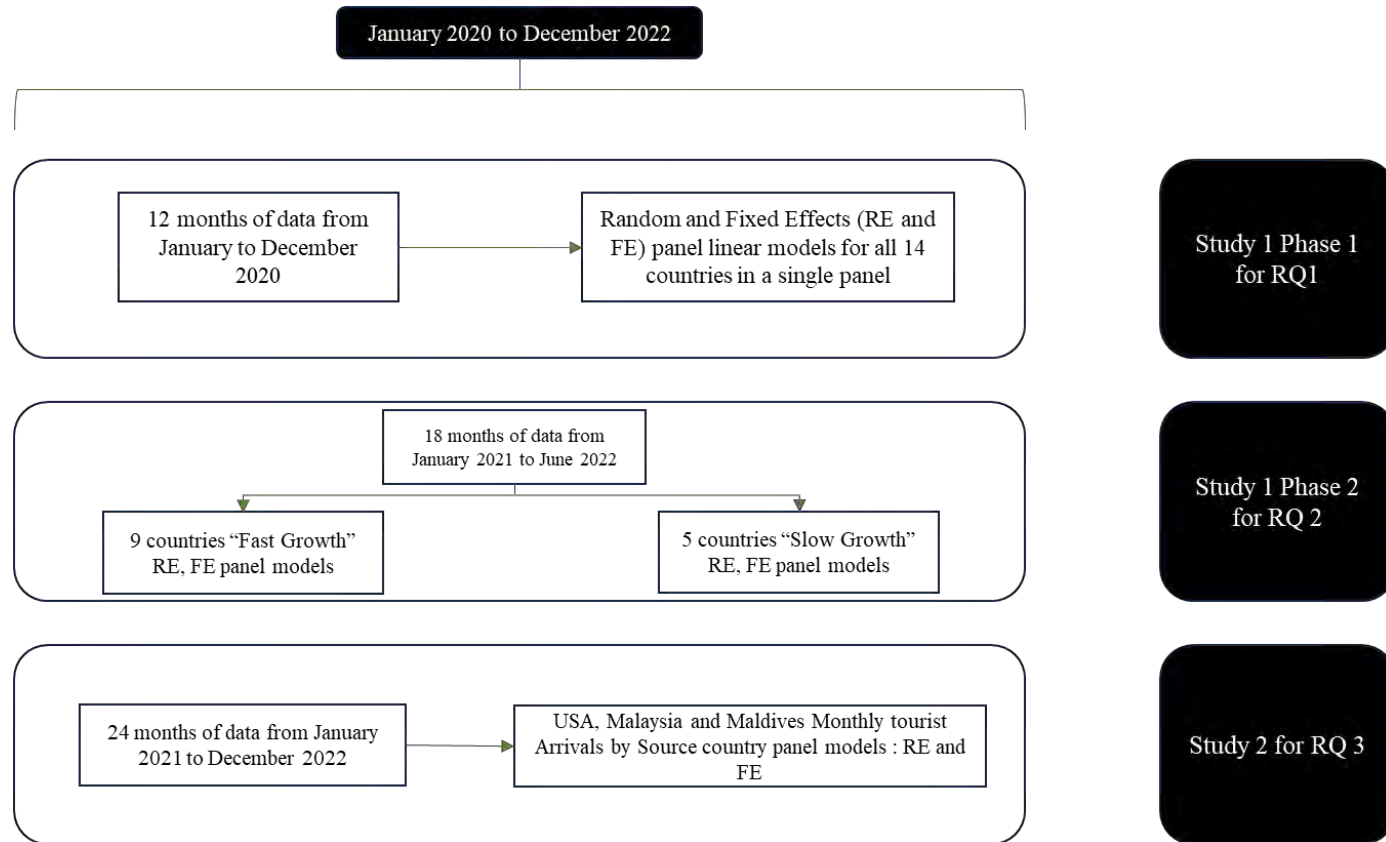 January 2020 to December 2022
12 months of data from
January to December
2020
Random and Fixed Effects (RE and
FE) panel linear models for all 14
countries in a single panel
Study 1 Phase 1
for RQ1
18 months of data from
January 2021 to June 2022
9 countries “Fast Growth”
RE, FE panel models
5 countries “Slow Growth”
RE, FE panel models
Study 1 Phase 2
for RQ 2
24 months of data from January
2021 to December 2022
USA, Malaysia and Maldives Monthly tourist
Arrivals by Source country panel models : RE and
FE
Study 2 for RQ 3